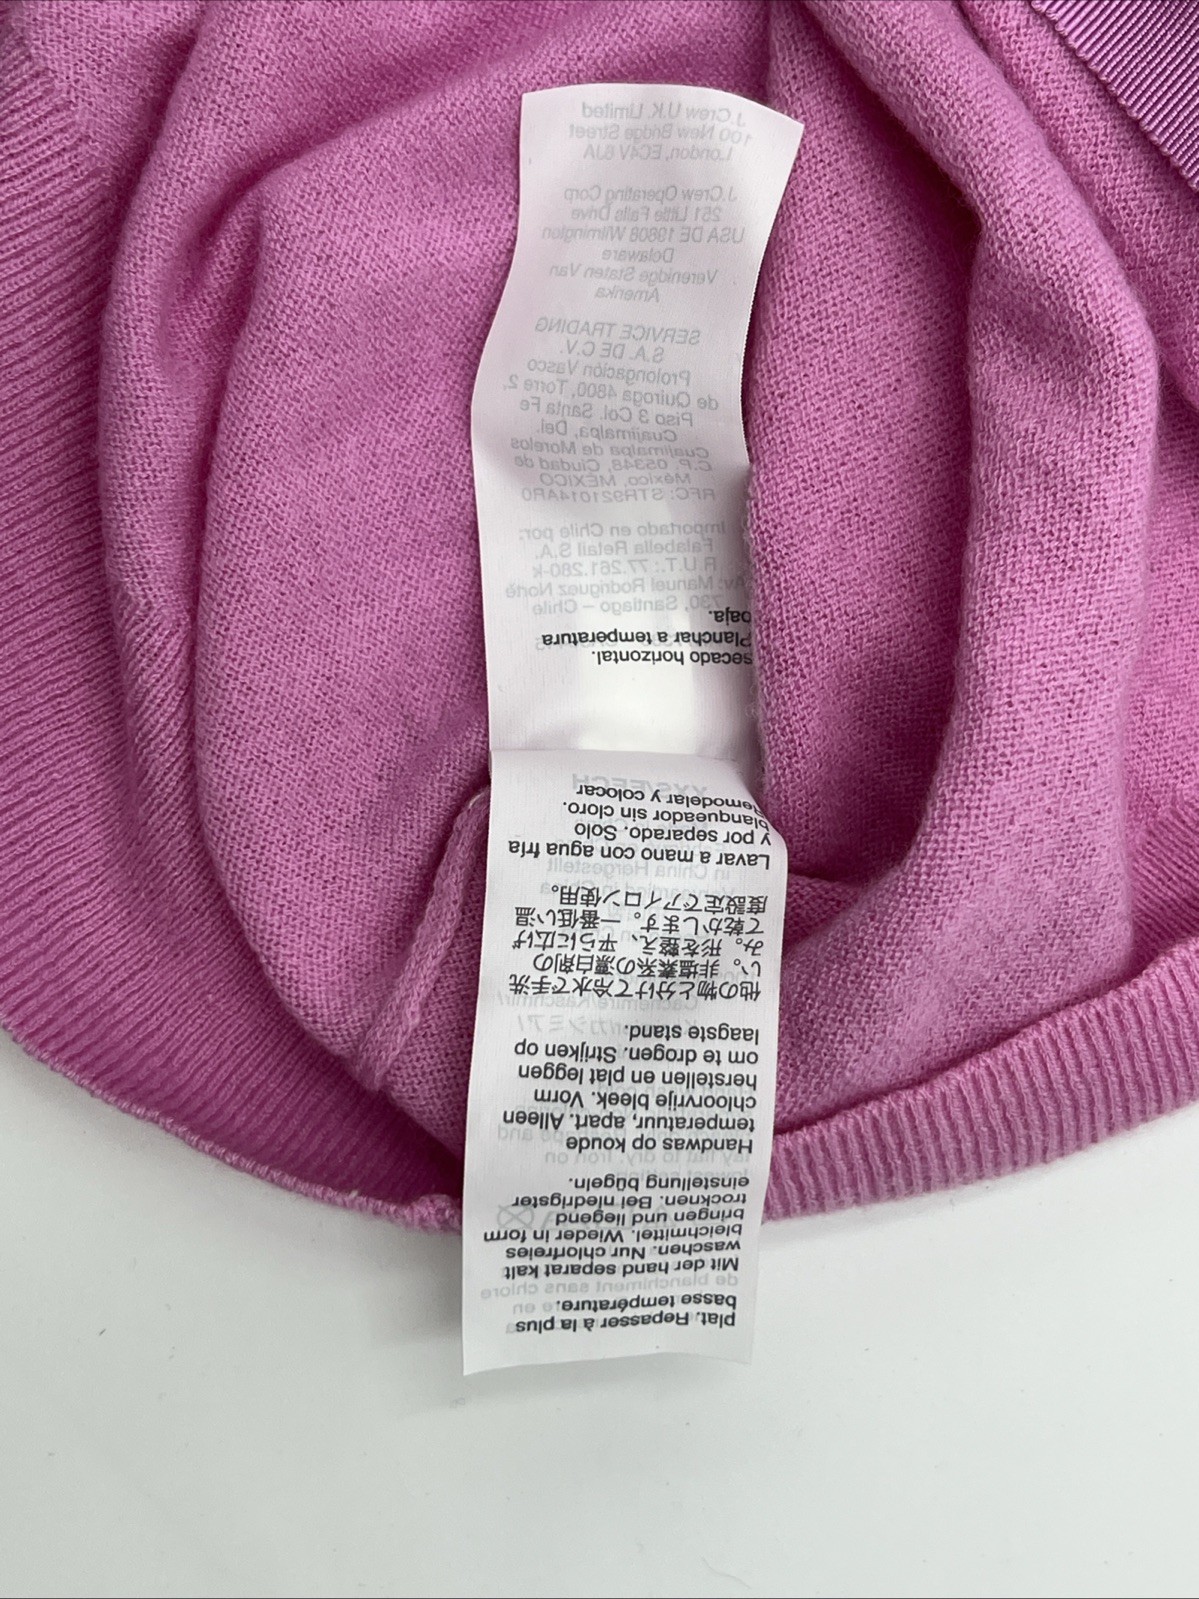 J.Crew U.K. Limited
100 New Bridge Street
London, EC4V 6JA
J.Crew Operating Corp
251 Little Falls Drive
USA DE 19808 Wilmington
Delaware
Verenidge Staten Van
Amerika
SERVICE TRADING
S.A. DE C.V.
Prolongación Vasco
de Quiroga 4800, Torre 2,
Piso 3 Col. Santa Fe
Cuajimalpa, Del.
Cuajimalpa de Morelos
C.P. 05348, Ciudad de
México, MÉXICO
RFC: STR921014AR0
Importado en Chile por:
Falabella Retail S.A.
R.U.T.: 77.261.280-k
Av: Manuel Rodriguez Norte
730, Santiago – Chile
plat. Repasser à la plus
basse température.
Mit der hand separat kalt
waschen. Nur chlorfreies
bleichmittel. Wieder in form
bringen und liegend
trocknen. Bei niedrigster
einstellung bügeln.
Handwas op koude
temperatuur, apart. Alleen
chloorvrije bleek. Vorm
herstellen en plat leggen
om te drogen. Strijken op
laagste stand.
他の物と分けて冷水で手洗
い。非塩素系の漂白剤の
み。形を整え、平らに広げ
て乾かします。一番低い温
度設定でアイロン使用。
Lavar a mano con agua fría
y por separado. Solo
blanqueador sin cloro.
Remodelar y colocar
secado horizontal.
Planchar a temperatura
baja.